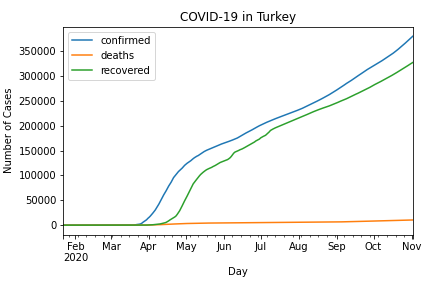 COVID-19 in Turkey
confirmed
deaths
recovered
Number of Cases
350000
300000
250000
200000
150000
100000
50000
0
Feb Mar Apr May Jun Jul Aug Sep Oct Nov
2020
Day